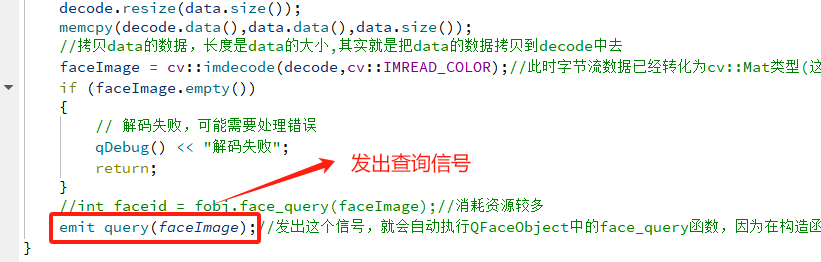 decode.resize(data.size());
memcpy(decode.data(),data.data(),data.size());
//拷贝data的数据，长度是data的大小,其实就是把data的数据拷贝到decode中去
faceImage = cv::imdecode(decode,cv::IMREAD_COLOR);//此时字节流数据已经转化为cv::Mat类型(这
if (faceImage.empty())
{
// 解码失败，可能需要处理错误
qDebug() << "解码失败";
return;
}
发出查询信号
//int faceid = fobj.face_query(faceImage);//消耗资源较多
emit query(faceImage);//发出这个信号，就会自动执行QFaceObject中的face_query函数，因为在构造函
}